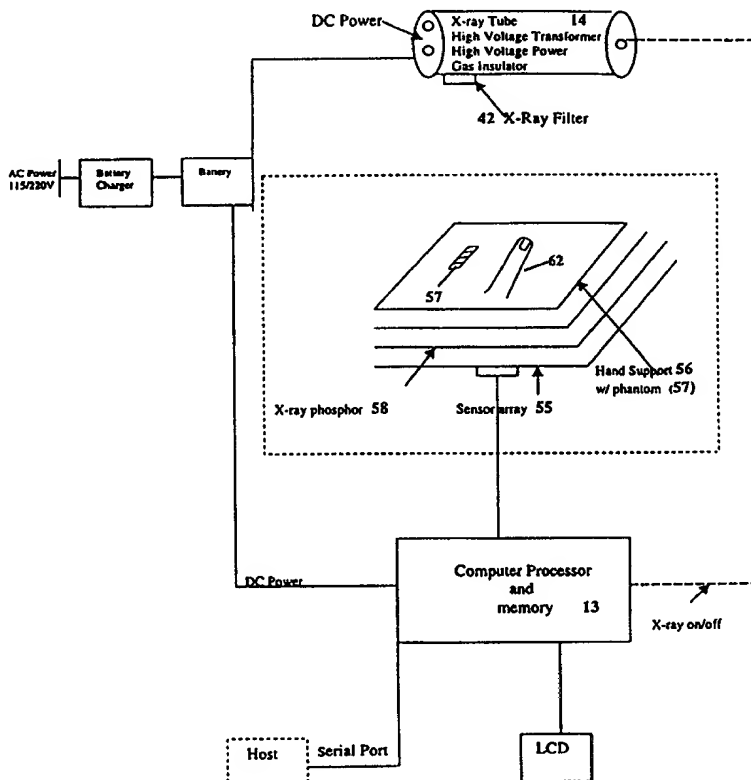 DC Power
X-ray Tube 14
High Voltage Transformer
High Voltage Power
Gas Insulator
42 X-Ray Filter
AC Power
115/220V
Battery
Charger
Battery
62
57
Hand Support 56
w/ phantom (57)
X-ray phosphor 58
Sensor array 55
Computer Processor
and
memory 13
DC Power
X-ray on/off
Host
Serial Port
LCD